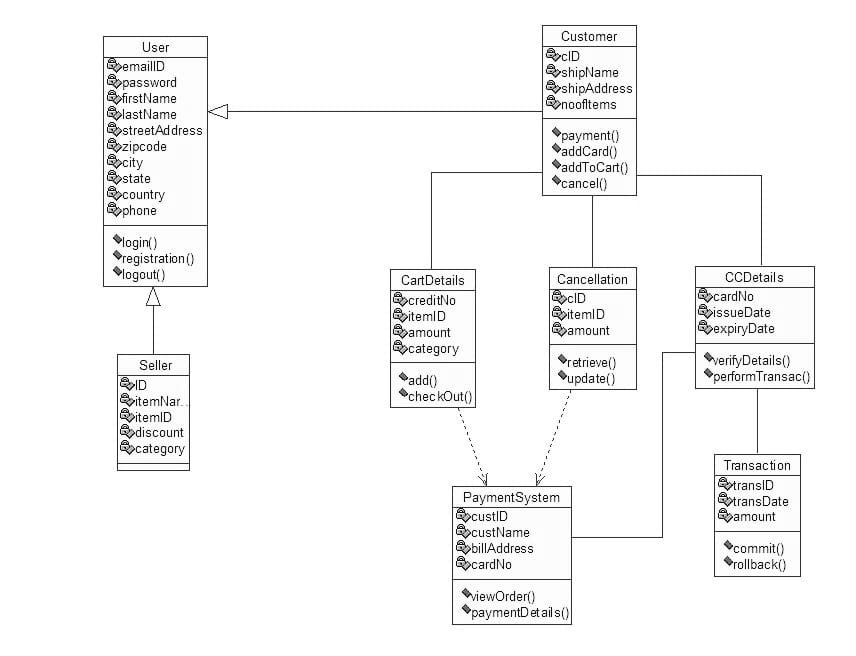 User
emailID
password
firstName
lastName
streetAddress
zipcode
city
state
country
phone
login()
registration()
logout()
Customer
cID
shipName
shipAddress
noofItems
payment()
addCard()
addToCart()
cancel()
CartDetails
creditNo
itemID
amount
category
add()
checkOut()
Cancellation
cID
itemID
amount
retrieve()
update()
CCDetails
cardNo
issueDate
expiryDate
verifyDetails()
performTransac()
Seller
ID
itemNar...
itemID
discount
category
PaymentSystem
custID
custName
billAddress
cardNo
viewOrder()
paymentDetails()
Transaction
transID
transDate
amount
commit()
rollback()